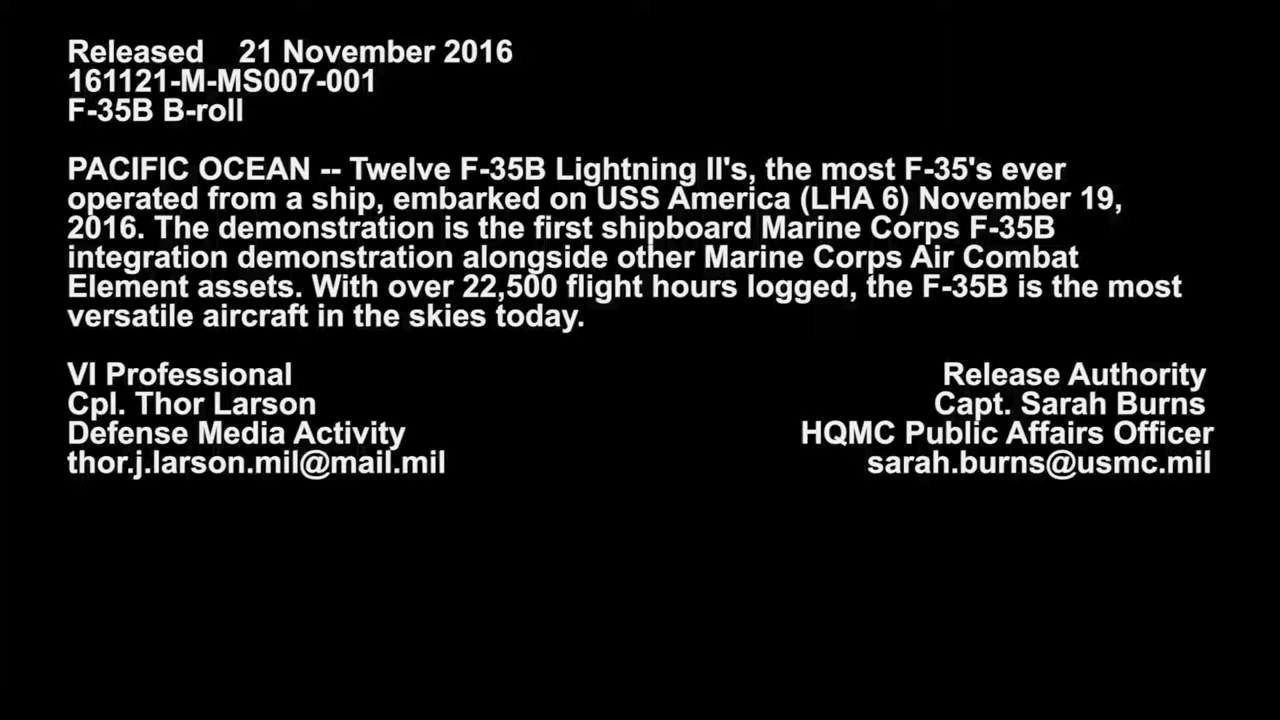 Released 21 November 2016
161121-M-MS007-001
F-35B B-roll
PACIFIC OCEAN -- Twelve F-35B Lightning II's, the most F-35's ever
operated from a ship, embarked on USS America (LHA 6) November 19,
2016. The demonstration is the first shipboard Marine Corps F-35B
integration demonstration alongside other Marine Corps Air Combat
Element assets. With over 22,500 flight hours logged, the F-35B is the most
versatile aircraft in the skies today.
VI Professional
Cpl. Thor Larson
Defense Media Activity
thor.j.larson.mil@mail.mil
Release Authority
Capt. Sarah Burns
HQMC Public Affairs Officer
sarah.burns@usmc.mil